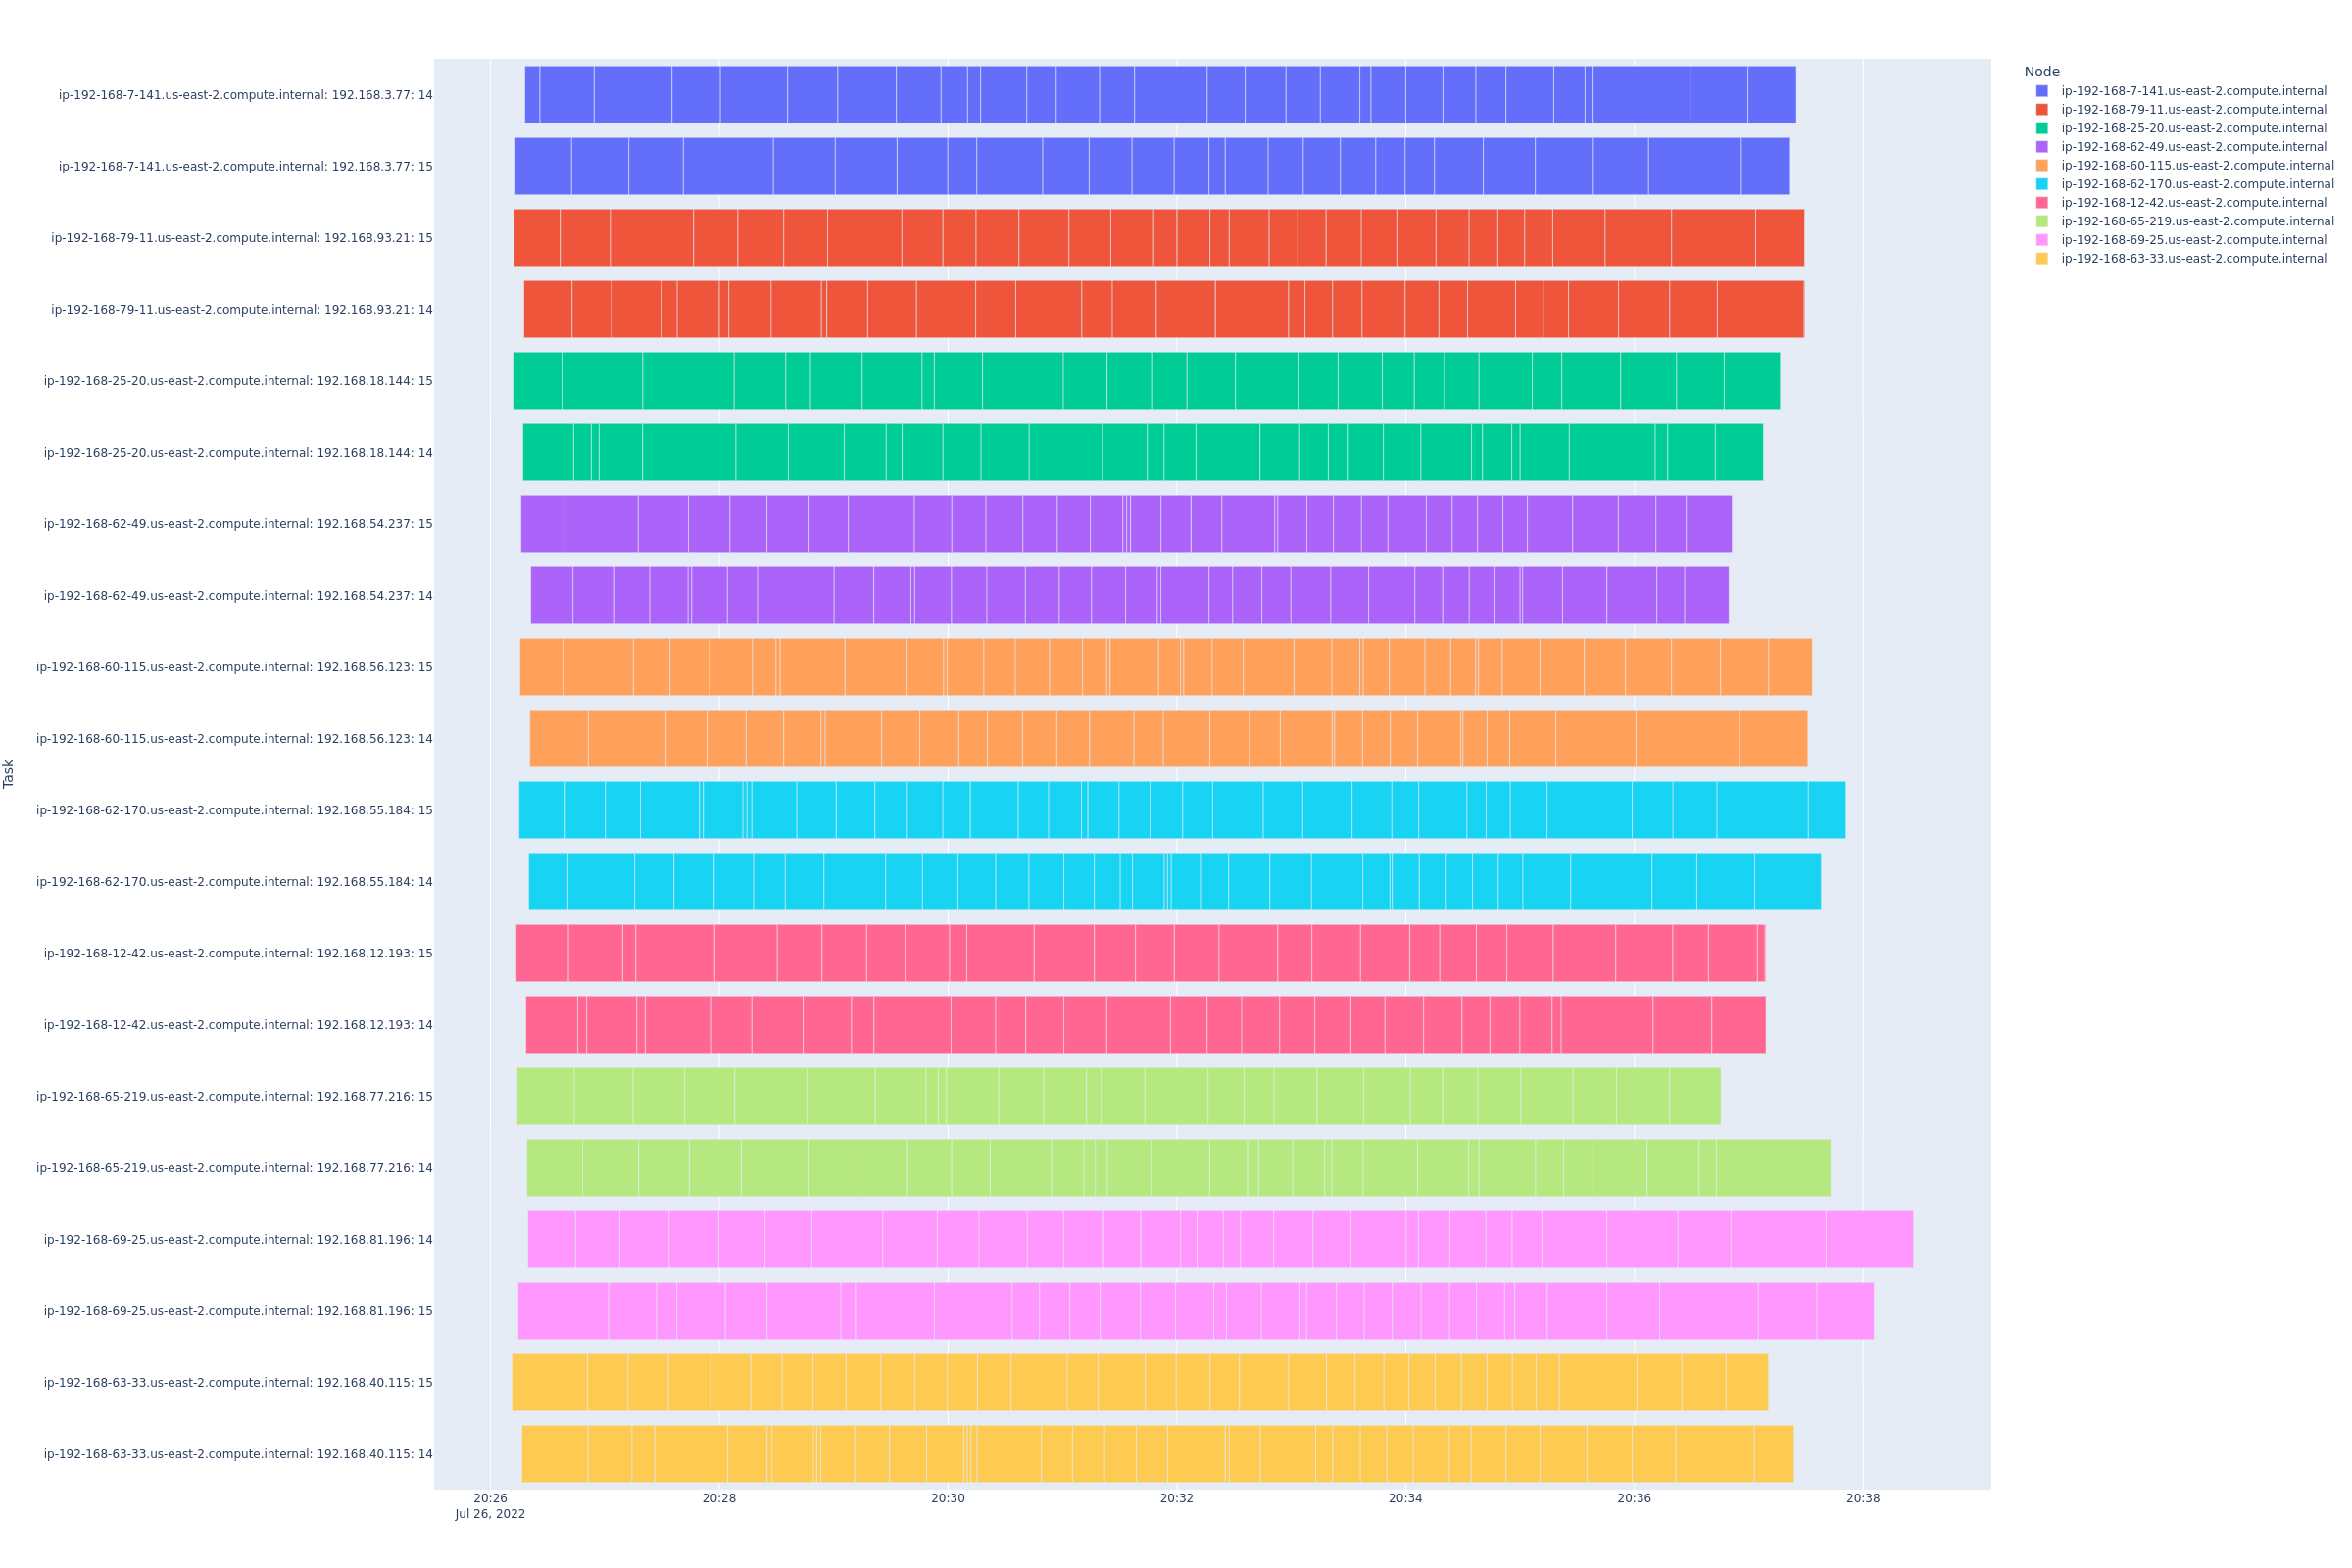 Node
ip-192-168-7-141.us-east-2.compute.internal
ip-192-168-79-11.us-east-2.compute.internal
ip-192-168-25-20.us-east-2.compute.internal
ip-192-168-62-49.us-east-2.compute.internal
ip-192-168-60-115.us-east-2.compute.internal
ip-192-168-62-170.us-east-2.compute.internal
ip-192-168-12-42.us-east-2.compute.internal
ip-192-168-65-219.us-east-2.compute.internal
ip-192-168-69-25.us-east-2.compute.internal
ip-192-168-63-33.us-east-2.compute.internal
Task
ip-192-168-7-141.us-east-2.compute.internal: 192.168.3.77: 14
ip-192-168-7-141.us-east-2.compute.internal: 192.168.3.77: 15
ip-192-168-79-11.us-east-2.compute.internal: 192.168.93.21: 15
ip-192-168-79-11.us-east-2.compute.internal: 192.168.93.21: 14
ip-192-168-25-20.us-east-2.compute.internal: 192.168.18.144: 15
ip-192-168-25-20.us-east-2.compute.internal: 192.168.18.144: 14
ip-192-168-62-49.us-east-2.compute.internal: 192.168.54.237: 15
ip-192-168-62-49.us-east-2.compute.internal: 192.168.54.237: 14
ip-192-168-60-115.us-east-2.compute.internal: 192.168.56.123: 15
ip-192-168-60-115.us-east-2.compute.internal: 192.168.56.123: 14
ip-192-168-62-170.us-east-2.compute.internal: 192.168.55.184: 15
ip-192-168-62-170.us-east-2.compute.internal: 192.168.55.184: 14
ip-192-168-12-42.us-east-2.compute.internal: 192.168.12.193: 15
ip-192-168-12-42.us-east-2.compute.internal: 192.168.12.193: 14
ip-192-168-65-219.us-east-2.compute.internal: 192.168.77.216: 15
ip-192-168-65-219.us-east-2.compute.internal: 192.168.77.216: 14
ip-192-168-69-25.us-east-2.compute.internal: 192.168.81.196: 14
ip-192-168-69-25.us-east-2.compute.internal: 192.168.81.196: 15
ip-192-168-63-33.us-east-2.compute.internal: 192.168.40.115: 15
ip-192-168-63-33.us-east-2.compute.internal: 192.168.40.115: 14
20:26 20:28 20:30 20:32 20:34 20:36 20:38
Jul 26, 2022